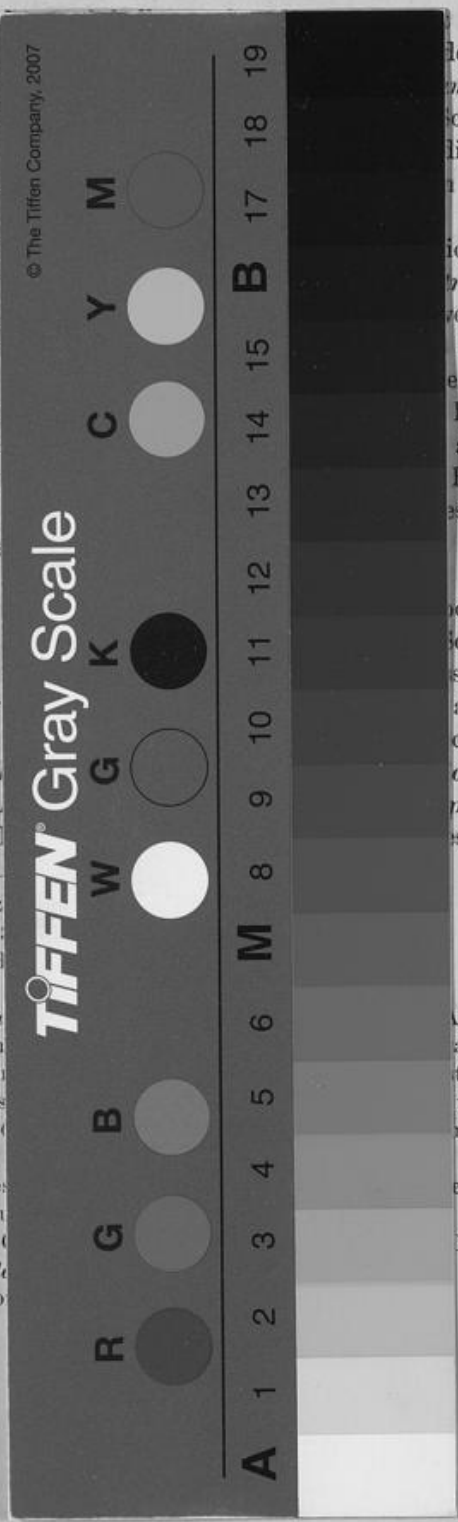 TIFFEN® Gray Scale
© The Tiffen Company, 2007
R G B W G K C Y M
A 1 2 3 4 5 6 M 8 9 10 11 12 13 14 15 B 17 18 19